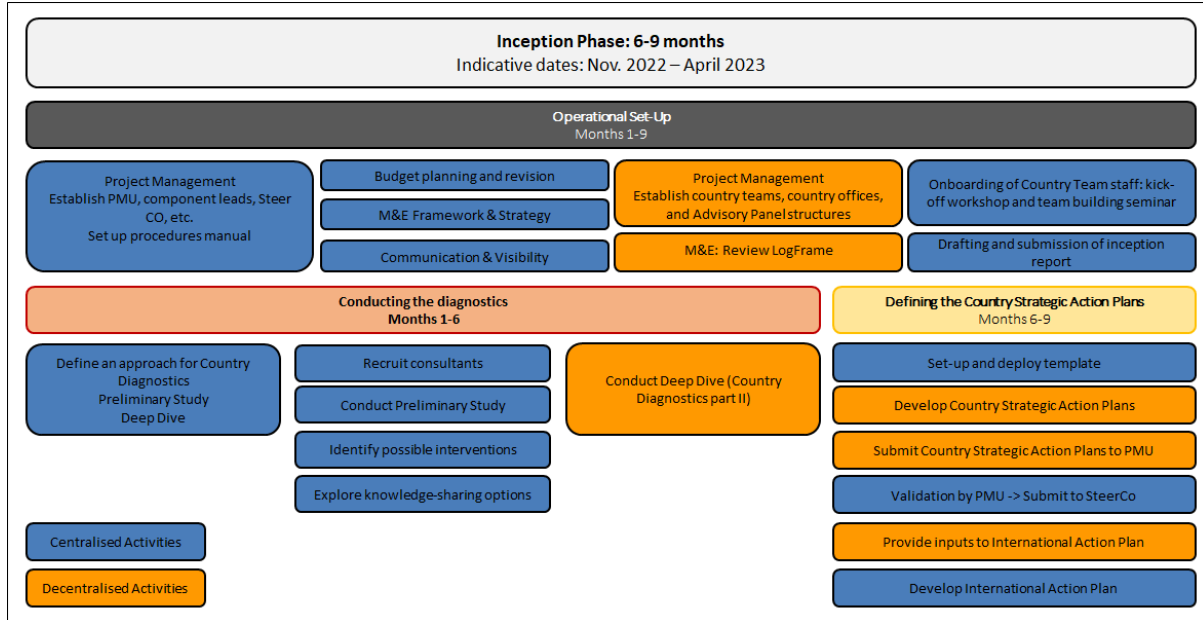 Inception Phase: 6-9 months
Indicative dates: Nov. 2022 – April 2023
Operational Set-Up
Months 1-9
Project Management
Establish PMU, component leads, Steer
CO, etc.
Set up procedures manual
Budget planning and revision
M&E Framework & Strategy
Communication & Visibility
Project Management
Establish country teams, country offices,
and Advisory Panel structures
M&E: Review LogFrame
Onboarding of Country Team staff: kick-
off workshop and team building seminar
Drafting and submission of inception
report
Conducting the diagnostics
Months 1-6
Define an approach for Country
Diagnostics
Preliminary Study
Deep Dive
Recruit consultants
Conduct Preliminary Study
Identify possible interventions
Explore knowledge-sharing options
Conduct Deep Dive (Country
Diagnostics part II)
Defining the Country Strategic Action Plans
Months 6-9
Set-up and deploy template
Develop Country Strategic Action Plans
Submit Country Strategic Action Plans to PMU
Validation by PMU -> Submit to SteerCo
Provide inputs to International Action Plan
Develop International Action Plan
Centralised Activities
Decentralised Activities